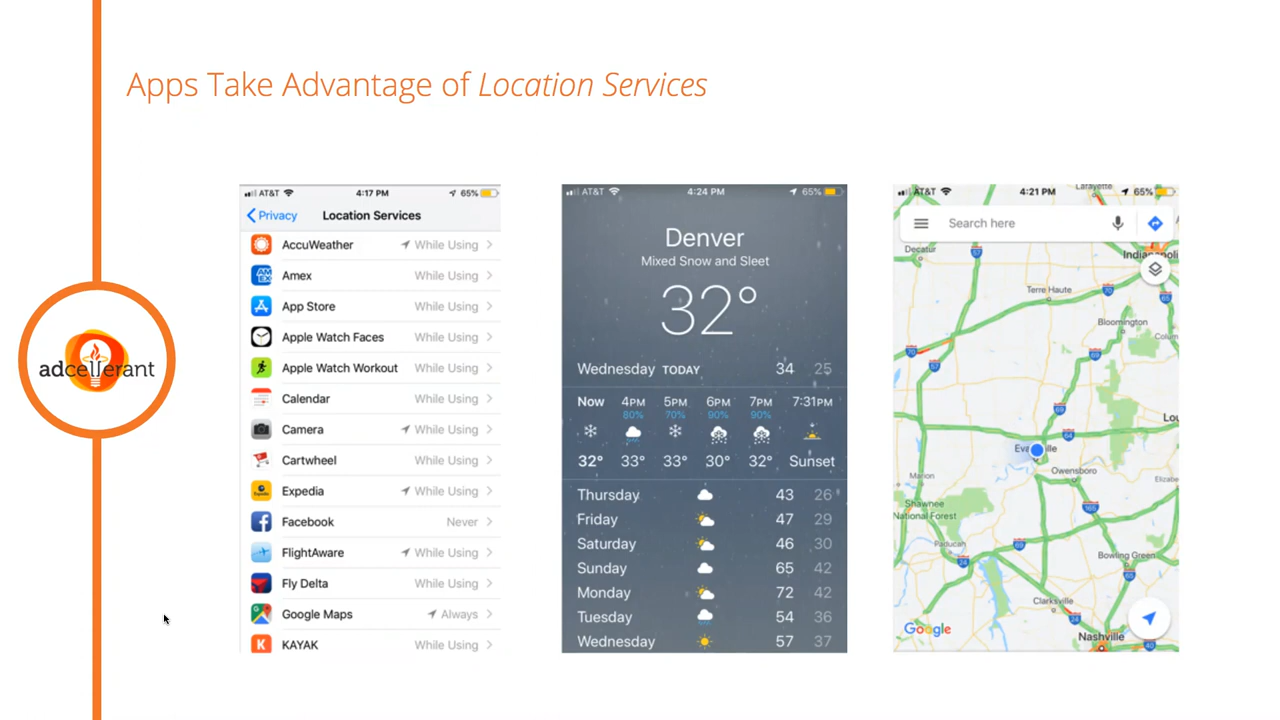 Apps Take Advantage of Location Services
adcellerant
AT&T 4:17 PM 65%
Privacy Location Services
AccuWeather While Using
Amex While Using
App Store While Using
Apple Watch Faces While Using
Apple Watch Workout While Using
Calendar While Using
Camera While Using
Cartwheel While Using
Expedia While Using
Facebook Never
FlightAware While Using
Fly Delta While Using
Google Maps Always
KAYAK While Using
AT&T 4:24 PM 65%
Denver
Mixed Snow and Sleet
32°
Wednesday TODAY 34 25
Now 4PM 5PM 6PM 7PM 7:31PM
80% 70% 90% 90%
32° 33° 33° 30° 32° Sunset
Thursday 43 26
Friday 47 29
Saturday 46 30
Sunday 65 42
Monday 72 42
Tuesday 54 36
Wednesday 57 37
AT&T 4:21 PM 65%
Lafayette
Search here
Decatur
Indianapoli
Terre Haute
Bloomington
Colum
Lou
Eva lle
Owensboro
Marion
Elizabe
Shawnee
National Forest
Paducah
Bowling Green
Clarksville
Google
Nashville